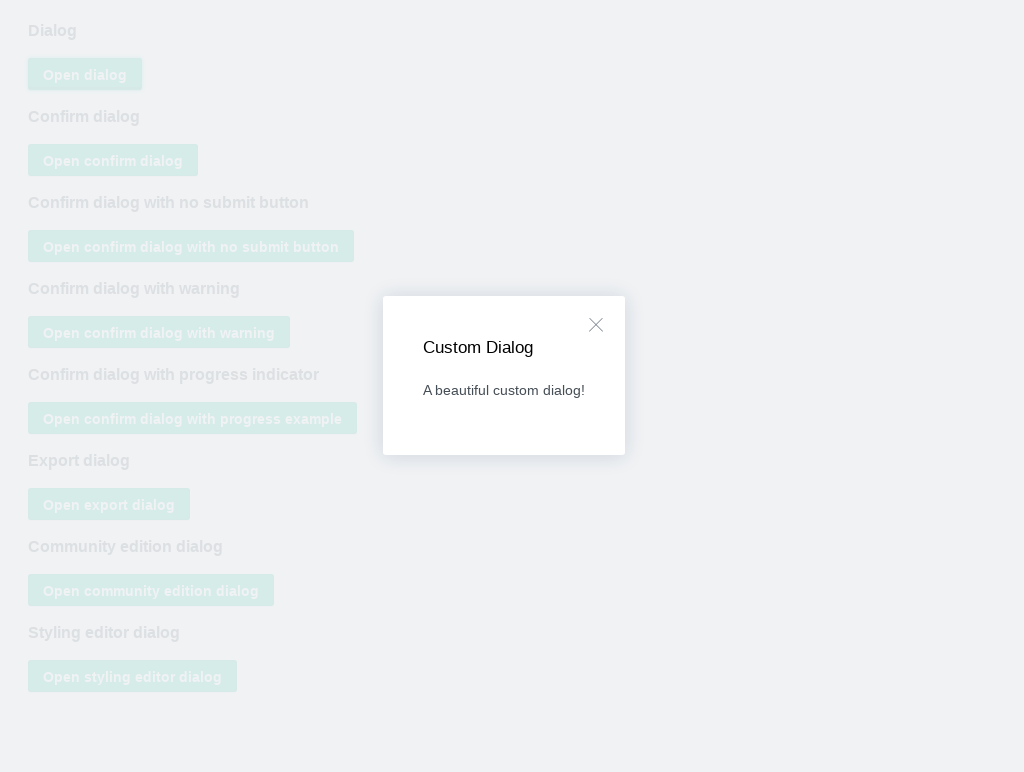 Dialog
Open dialog
Confirm dialog
Open confirm dialog
Confirm dialog with no submit button
Open confirm dialog with no submit button
Confirm dialog with warning
Open confirm dialog with warning
Confirm dialog with progress indicator
Open confirm dialog with progress example
Export dialog
Open export dialog
Community edition dialog
Open community edition dialog
Styling editor dialog
Open styling editor dialog
Custom Dialog
A beautiful custom dialog!